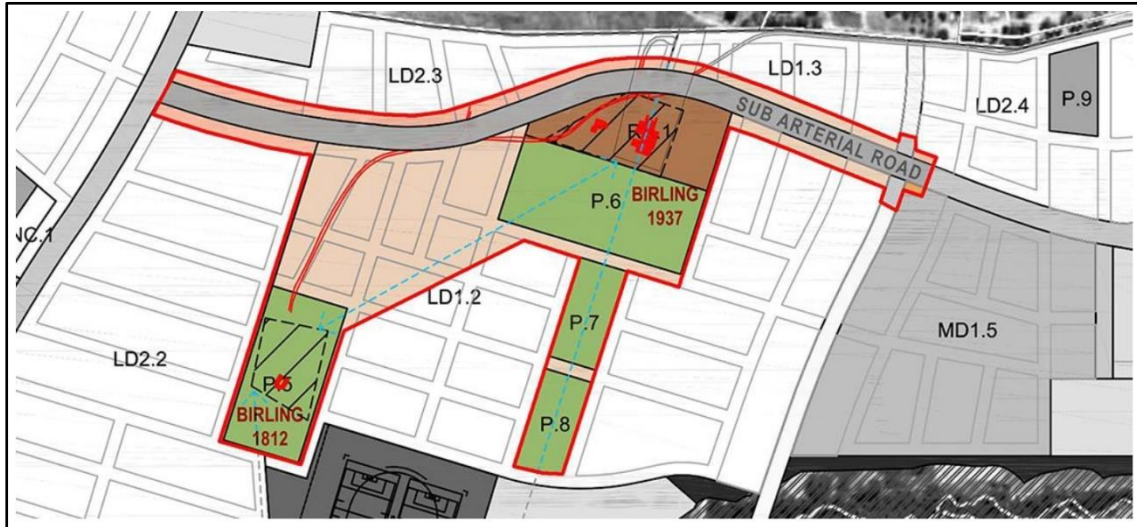 LD2.3
LD1.3
LD2.4
P.9
SUB ARTERIAL ROAD
P.6
BIRLING
1937
NC.1
LD1.2
P.7
MD1.5
LD2.2
P.8
BIRLING
1812